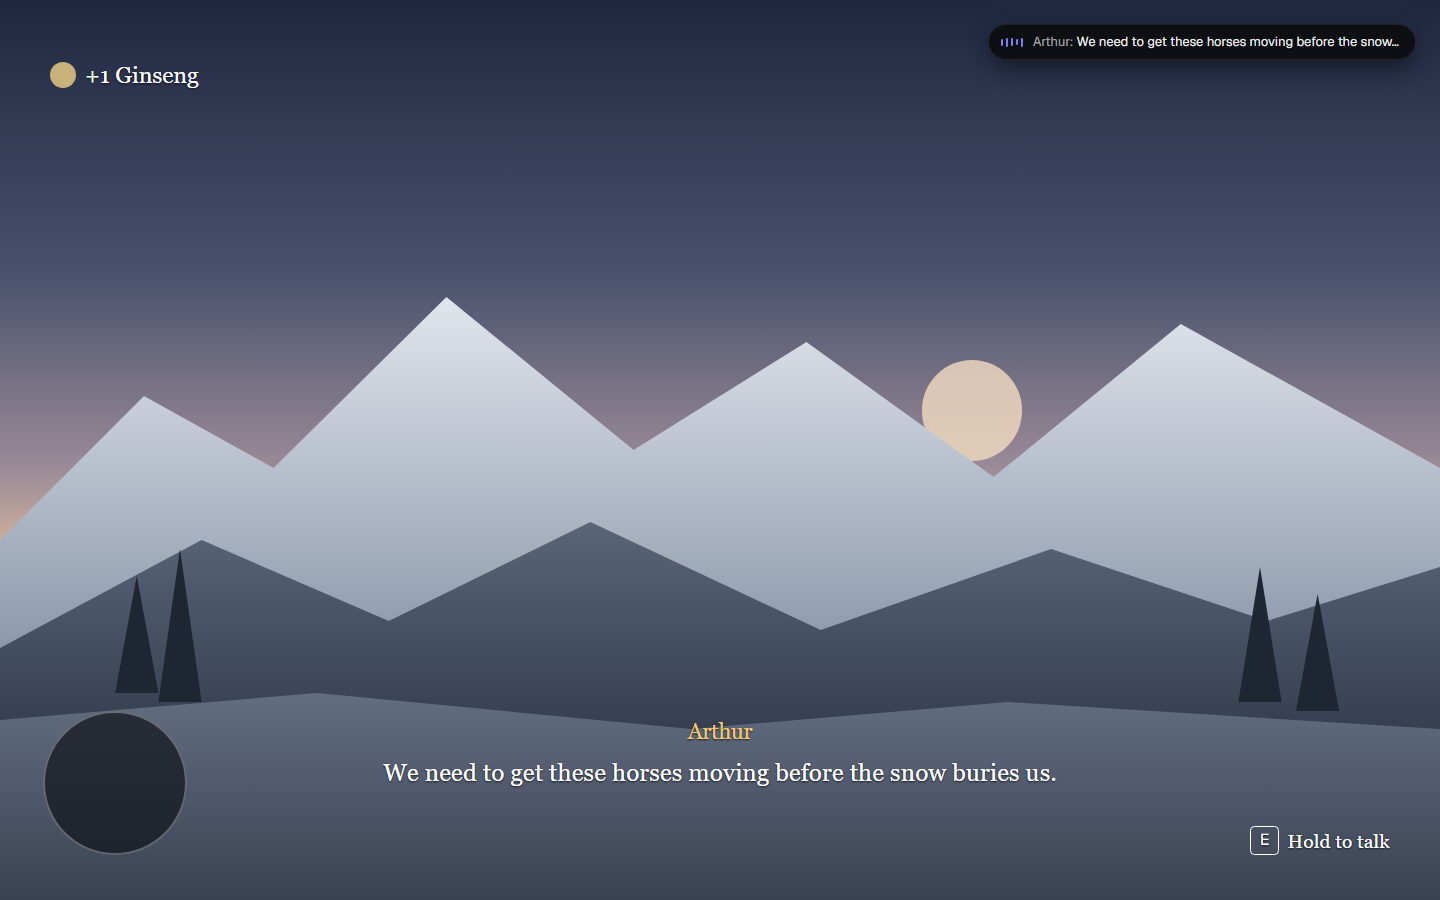 Arthur: We need to get these horses moving before the snow...
+1 Ginseng
Arthur
We need to get these horses moving before the snow buries us.
E Hold to talk